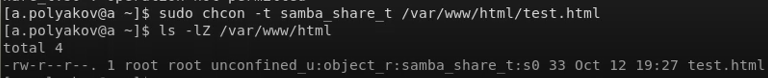 [a.polyakov@a ~]$ sudo chcon -t samba_share_t /var/www/html/test.html
[a.polyakov@a ~]$ ls -lZ /var/www/html
total 4
-rw-r--r--. 1 root root unconfined_u:object_r:samba_share_t:s0 33 Oct 12 19:27 test.html